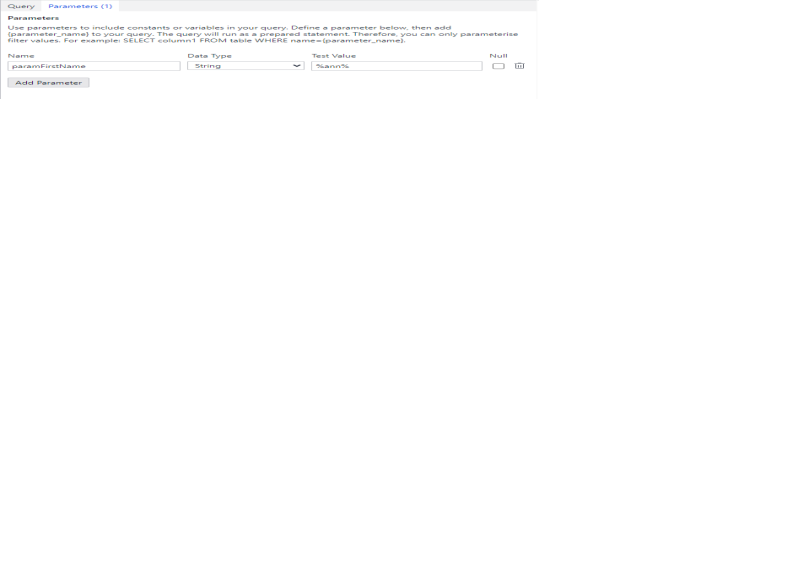 Query Parameters (1)
Parameters
Use parameters to include constants or variables in your query. Define a parameter below, then add
{parameter_name} to your query. The query will run as a prepared statement. Therefore, you can only parameterise
filter values. For example: SELECT column1 FROM table WHERE name={parameter_name}.
Name Data Type Test Value Null
paramFirstName String %ann%
Add Parameter